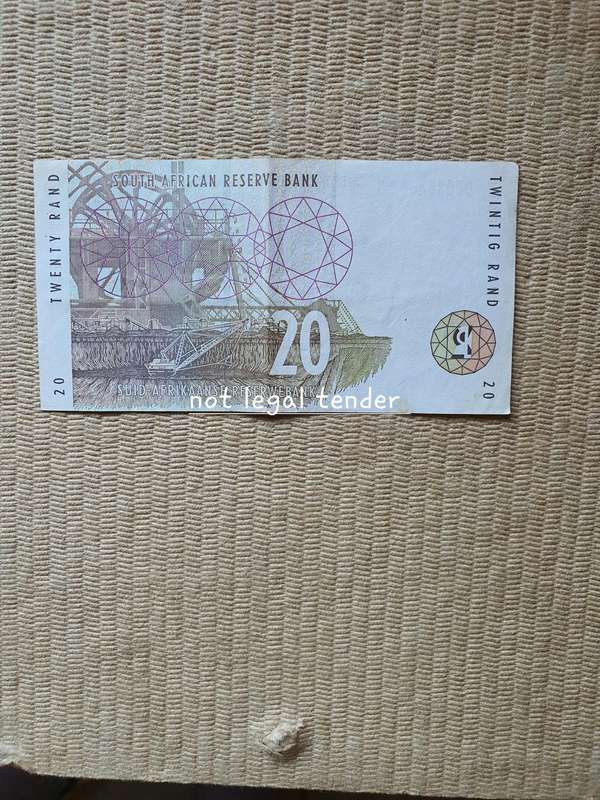 TWENTY RAND
20
SOUTH AFRICAN RESERVE BANK
20
SUID-AFRIKAANSE RESERWEBANK
not legal tender
TWINTIG RAND
20